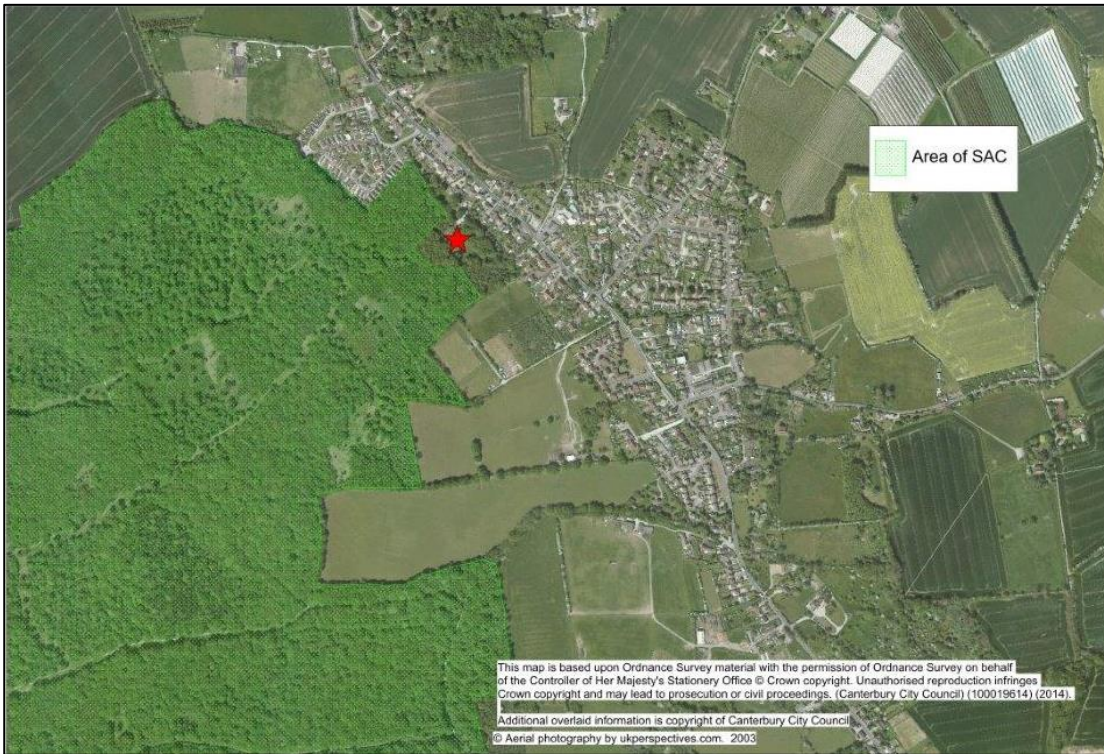 Area of SAC
This map is based upon Ordnance Survey material with the permission of Ordnance Survey on behalf
of the Controller of Her Majesty's Stationery Office © Crown copyright. Unauthorised reproduction infringes
Crown copyright and may lead to prosecution or civil proceedings. (Canterbury City Council) (100019614) (2014).
Additional overlaid information is copyright of Canterbury City Council
© Aerial photography by ukperspectives.com. 2003